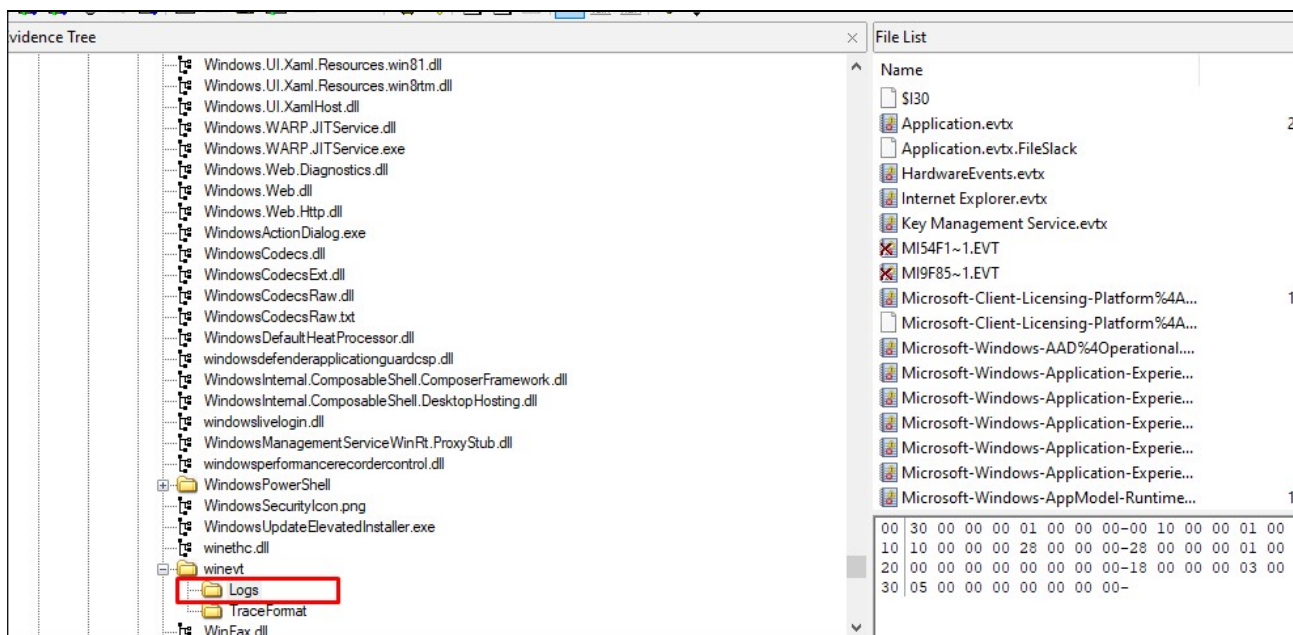 vidence Tree
Windows.UI.Xaml.Resources.win81.dll
Windows.UI.Xaml.Resources.win8rtm.dll
Windows.UI.XamlHost.dll
Windows.WARP.JITService.dll
Windows.WARP.JITService.exe
Windows.Web.Diagnostics.dll
Windows.Web.dll
Windows.Web.Http.dll
WindowsActionDialog.exe
WindowsCodecs.dll
WindowsCodecsExt.dll
WindowsCodecsRaw.dll
WindowsCodecsRaw.txt
WindowsDefaultHeatProcessor.dll
windowsdefenderapplicationguardcsp.dll
WindowsInternal.ComposableShell.ComposerFramework.dll
WindowsInternal.ComposableShell.DesktopHosting.dll
windowslivelogin.dll
WindowsManagementServiceWinRt.ProxyStub.dll
windowsperformancerecordercontrol.dll
WindowsPowerShell
WindowsSecurityIcon.png
WindowsUpdateElevatedInstaller.exe
winethc.dll
winevt
Logs
TraceFormat
WinFax.dll
File List
Name
$I30
Application.evtx 2
Application.evtx.FileSlack
HardwareEvents.evtx
Internet Explorer.evtx
Key Management Service.evtx
MI54F1~1.EVT
MI9F85~1.EVT
Microsoft-Client-Licensing-Platform%4A... 1
Microsoft-Client-Licensing-Platform%4A...
Microsoft-Windows-AAD%4Operational....
Microsoft-Windows-Application-Experie...
Microsoft-Windows-Application-Experie...
Microsoft-Windows-Application-Experie...
Microsoft-Windows-Application-Experie...
Microsoft-Windows-Application-Experie...
Microsoft-Windows-AppModel-Runtime... 1
00 30 00 00 00 01 00 00 00-00 10 00 00 01 00
10 10 00 00 00 28 00 00 00-28 00 00 00 01 00
20 00 00 00 00 00 00 00 00-18 00 00 00 03 00
30 05 00 00 00 00 00 00 00-